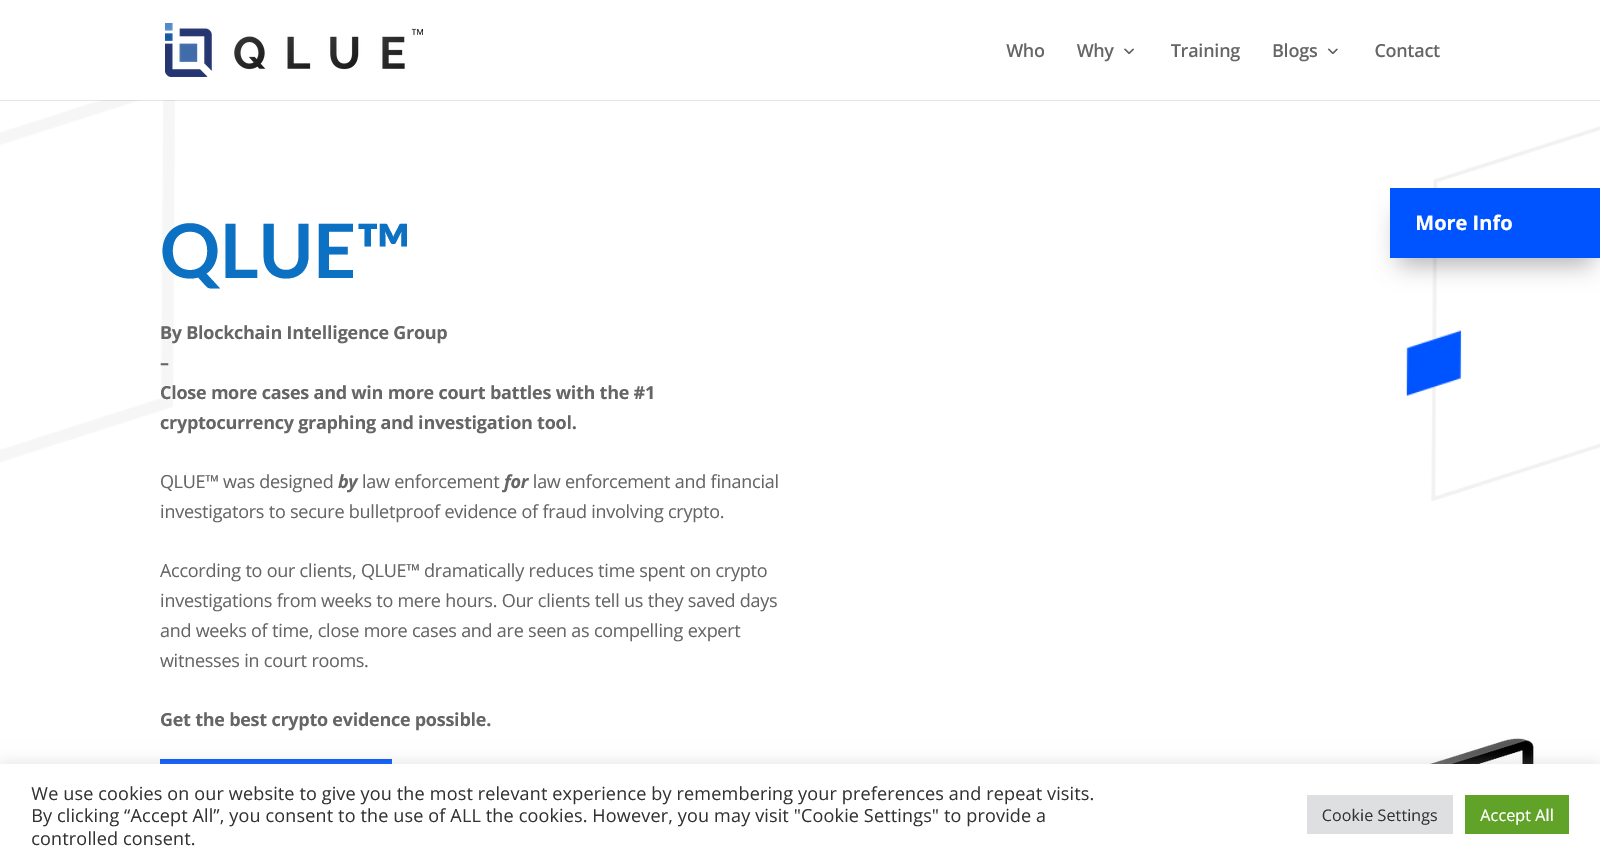 QLUE™
Who
Why
Training
Blogs
Contact
More Info
QLUE™
By Blockchain Intelligence Group
–
Close more cases and win more court battles with the #1
cryptocurrency graphing and investigation tool.
QLUE™ was designed by law enforcement for law enforcement and financial
investigators to secure bulletproof evidence of fraud involving crypto.
According to our clients, QLUE™ dramatically reduces time spent on crypto
investigations from weeks to mere hours. Our clients tell us they saved days
and weeks of time, close more cases and are seen as compelling expert
witnesses in court rooms.
Get the best crypto evidence possible.
We use cookies on our website to give you the most relevant experience by remembering your preferences and repeat visits.
By clicking “Accept All”, you consent to the use of ALL the cookies. However, you may visit "Cookie Settings" to provide a
controlled consent.
Cookie Settings
Accept All